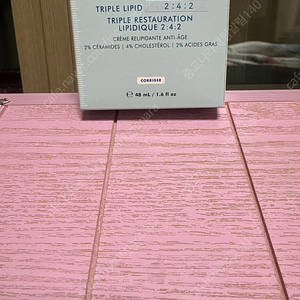 TRIPLE LIPID 2:4:2
TRIPLE RESTAURATION
LIPIDIQUE 2:4:2
CRÈME RELIPIDANTE ANTI-ÂGE
2% CÉRAMIDES | 4% CHOLESTÉROL | 2% ACIDES GRAS
CORRIGER
e 48 mL / 1.6 fl oz